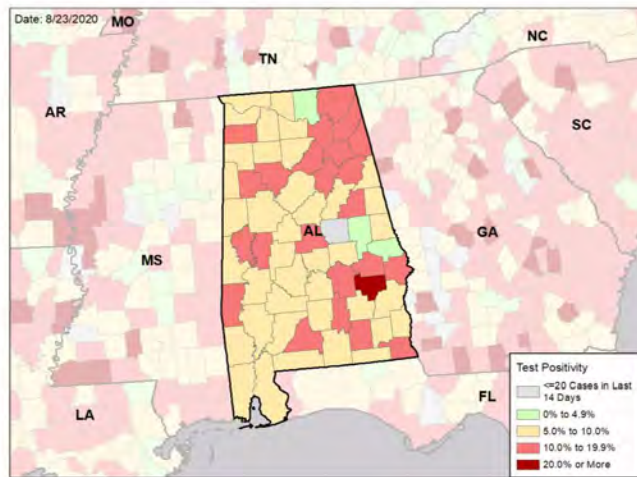 Date: 8/23/2020
MO
NC
TN
AR
SC
AL
GA
MS
LA
FL
Test Positivity
<=20 Cases in Last
14 Days
0% to 4.9%
5.0% to 10.0%
10.0% to 19.9%
20.0% or More